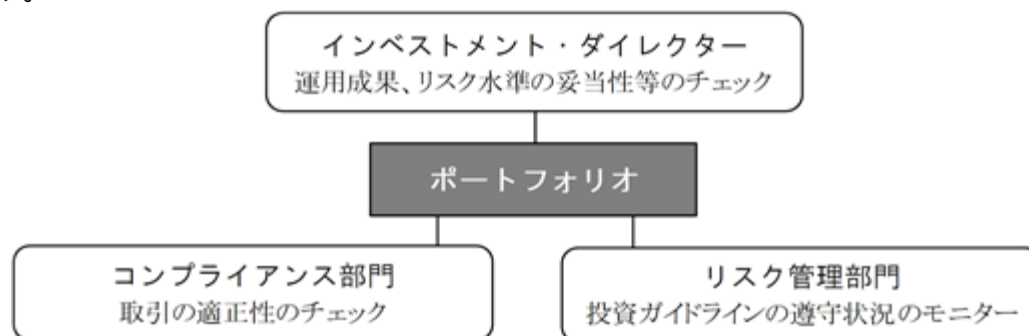 インベストメント・ダイレクター
運用成果、リスク水準の妥当性等のチェック
ポートフォリオ
コンプライアンス部門
取引の適正性のチェック
リスク管理部門
投資ガイドラインの遵守状況のモニター